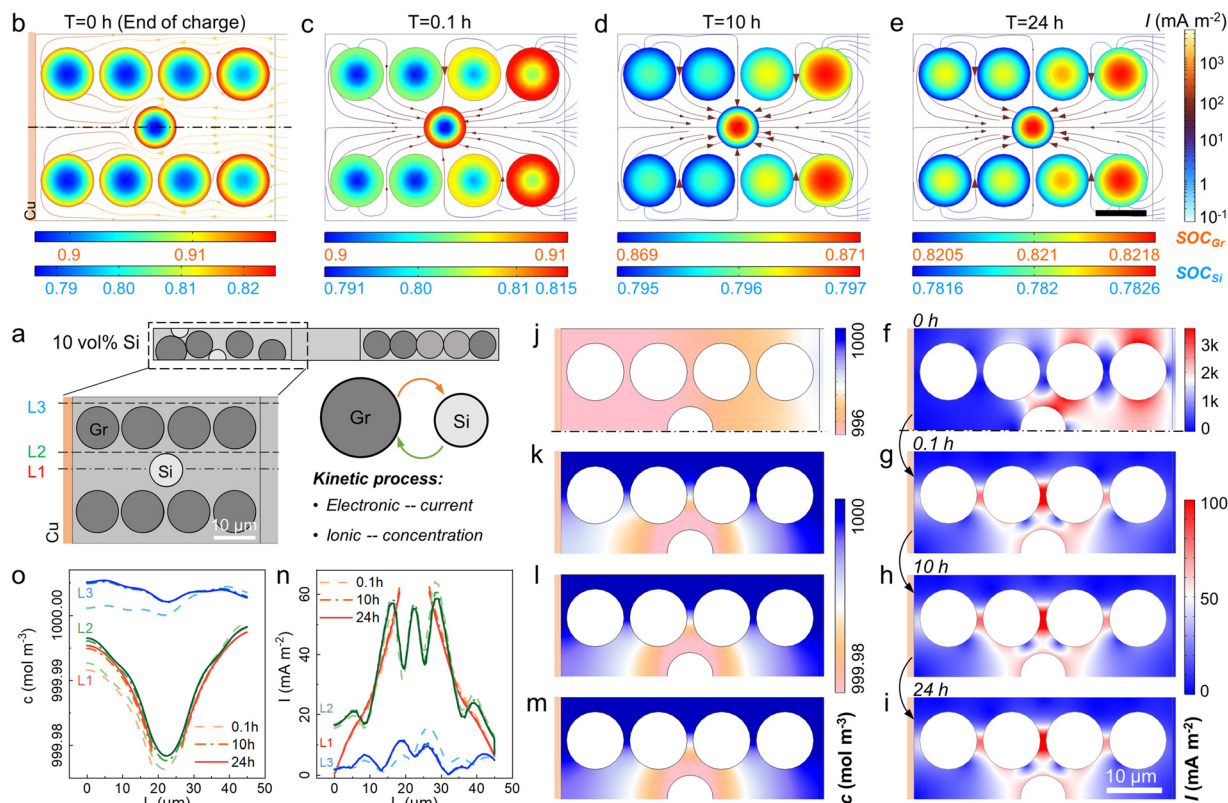 b T=0 h (End of charge)
c T=0.1 h
d T=10 h
e T=24 h
I (mA m⁻²)
10³
10²
10¹
10⁰
10⁻¹
Cu
0.9 0.91
0.79 0.80 0.81 0.82
0.9 0.91
0.791 0.80 0.81 0.815
0.869 0.871
0.795 0.796 0.797
0.8205 0.821 0.8218
0.7816 0.782 0.7826
SOC_Gr
SOC_Si
a 10 vol% Si
L3
L2
L1
Gr
Si
Cu
10 μm
Gr Si
Kinetic process:
• Electronic -- current
• Ionic -- concentration
j
1000
996
k
l
m
1000
999.98
c (mol m⁻³)
0 h f
3k
2k
1k
0
0.1 h g
10 h h
24 h i
100
50
0
I (mA m⁻²)
10 μm
o
L3
L2
L1
0.1h
10h
24h
1000.00
999.99
999.98
c (mol m⁻³)
0 10 20 30 40 50
n
0.1h
10h
24h
L2
L1
L3
60
40
20
0
I (mA m⁻²)
0 10 20 30 40 50